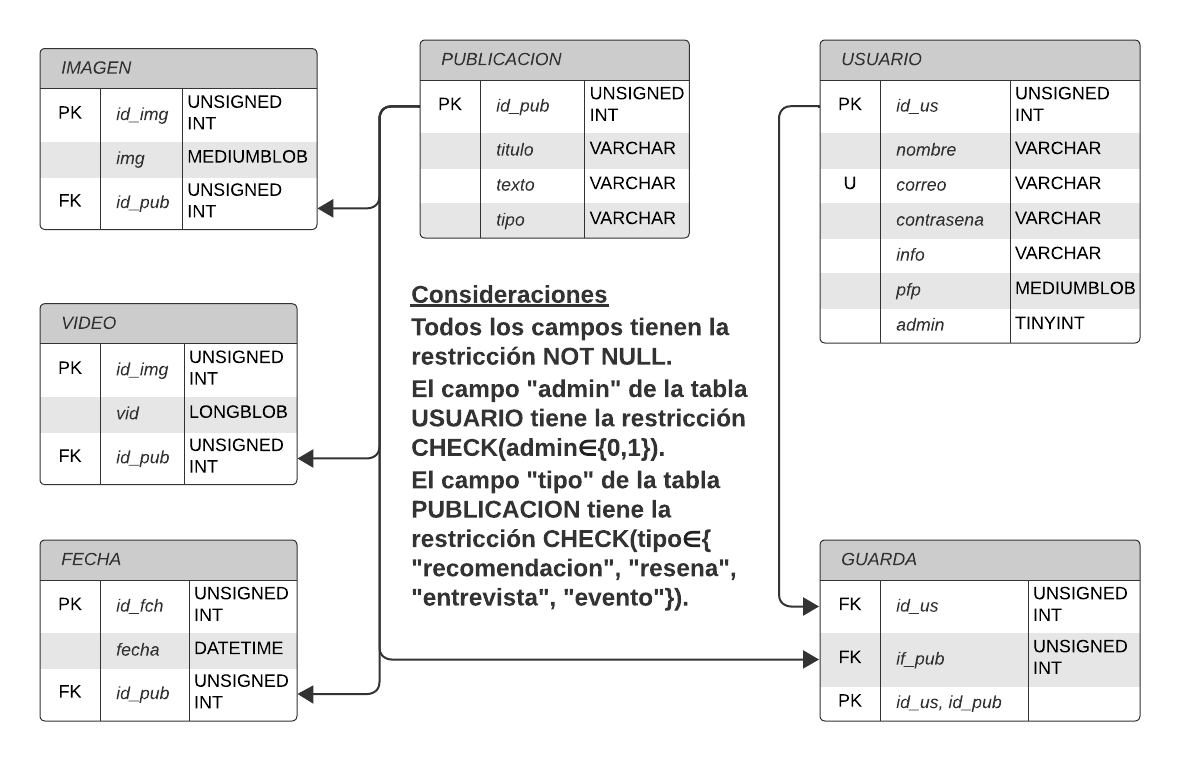 IMAGEN
PK id_img UNSIGNED
INT
img MEDIUMBLOB
FK id_pub UNSIGNED
INT
PUBLICACION
PK id_pub UNSIGNED
INT
titulo VARCHAR
texto VARCHAR
tipo VARCHAR
USUARIO
PK id_us UNSIGNED
INT
nombre VARCHAR
U correo VARCHAR
contrasena VARCHAR
info VARCHAR
pfp MEDIUMBLOB
admin TINYINT
VIDEO
PK id_img UNSIGNED
INT
vid LONGBLOB
FK id_pub UNSIGNED
INT
Consideraciones
Todos los campos tienen la
restricción NOT NULL.
El campo "admin" de la tabla
USUARIO tiene la restricción
CHECK(admin∈{0,1}).
El campo "tipo" de la tabla
PUBLICACION tiene la
restricción CHECK(tipo∈{
"recomendacion", "resena",
"entrevista", "evento"}).
FECHA
PK id_fch UNSIGNED
INT
fecha DATETIME
FK id_pub UNSIGNED
INT
GUARDA
FK id_us UNSIGNED
INT
FK if_pub UNSIGNED
INT
PK id_us, id_pub